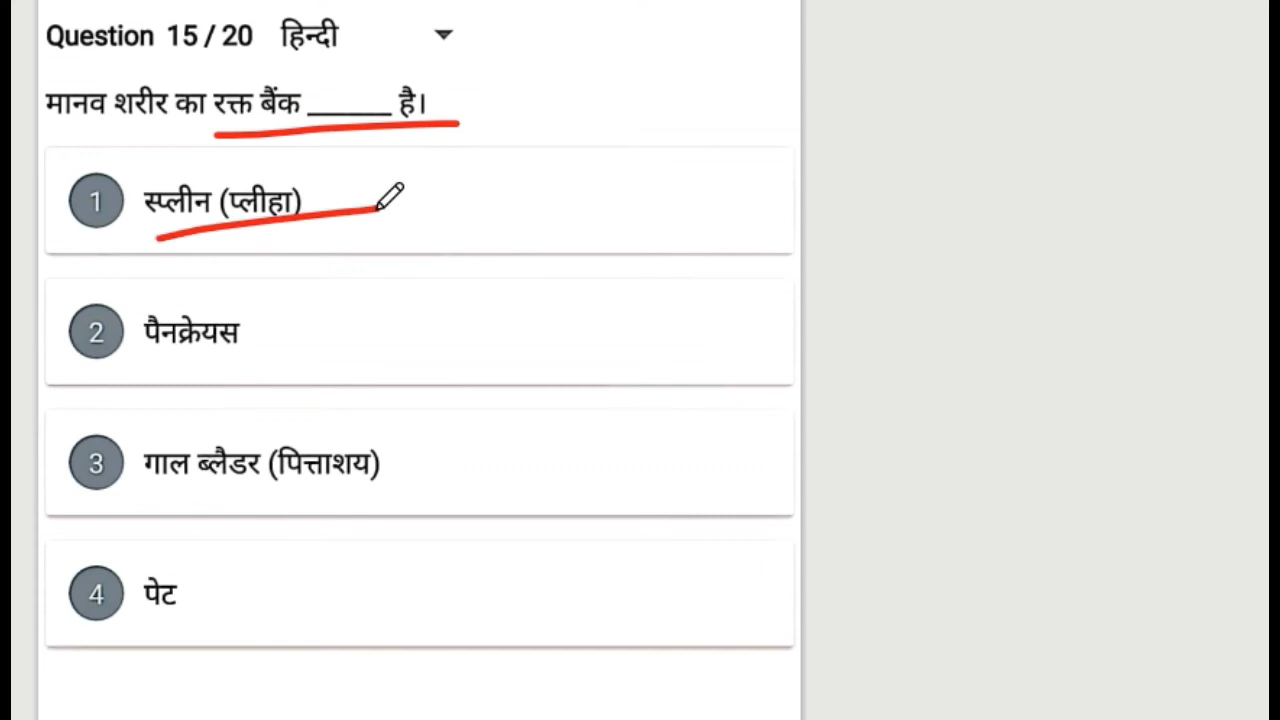 Question 15 / 20 हिन्दी
मानव शरीर का रक्त बैंक ______ है।
1 स्प्लीन (प्लीहा)
2 पैनक्रेयस
3 गाल ब्लैडर (पित्ताशय)
4 पेट